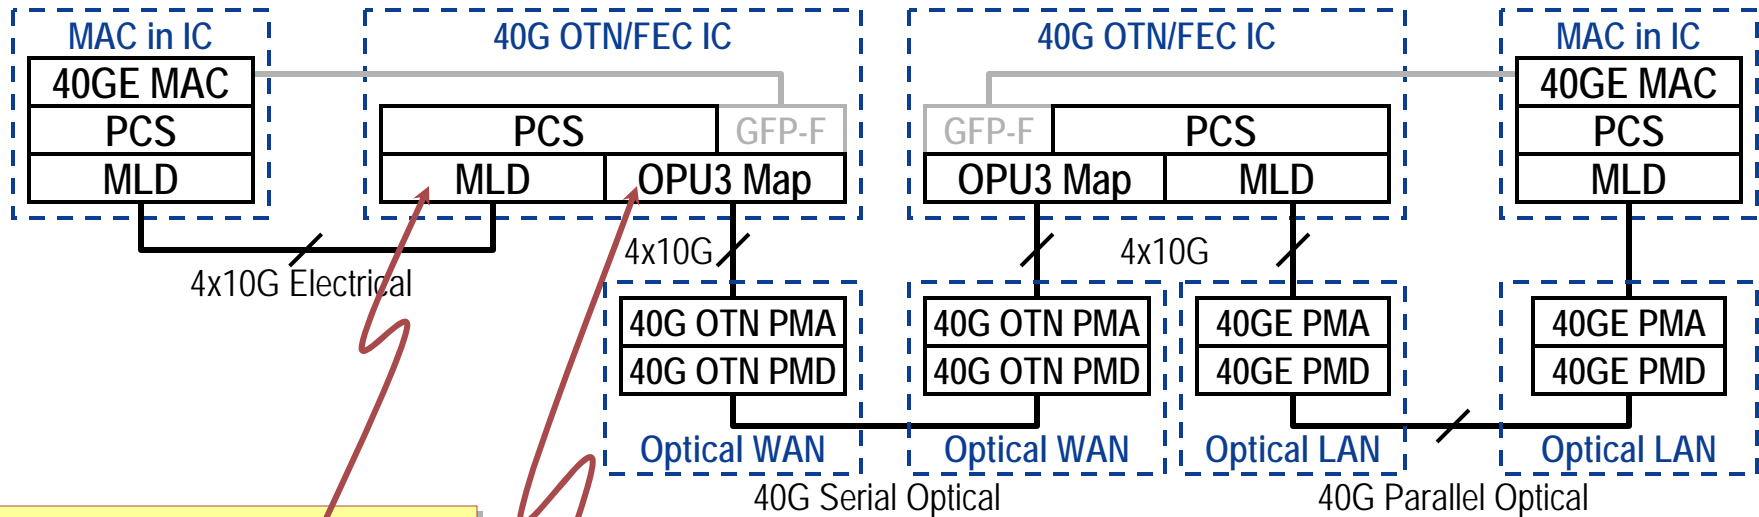 MAC in IC
40G OTN/FEC IC
40G OTN/FEC IC
MAC in IC
40GE MAC
40GE MAC
PCS
PCS
GFP-F
GFP-F
PCS
PCS
MLD
MLD
OPU3 Map
OPU3 Map
MLD
MLD
4x10G
4x10G
4x10G Electrical
40G OTN PMA
40G OTN PMA
40GE PMA
40GE PMA
40G OTN PMD
40G OTN PMD
40GE PMD
40GE PMD
Optical WAN
Optical WAN
Optical LAN
Optical LAN
40G Serial Optical
40G Parallel Optical